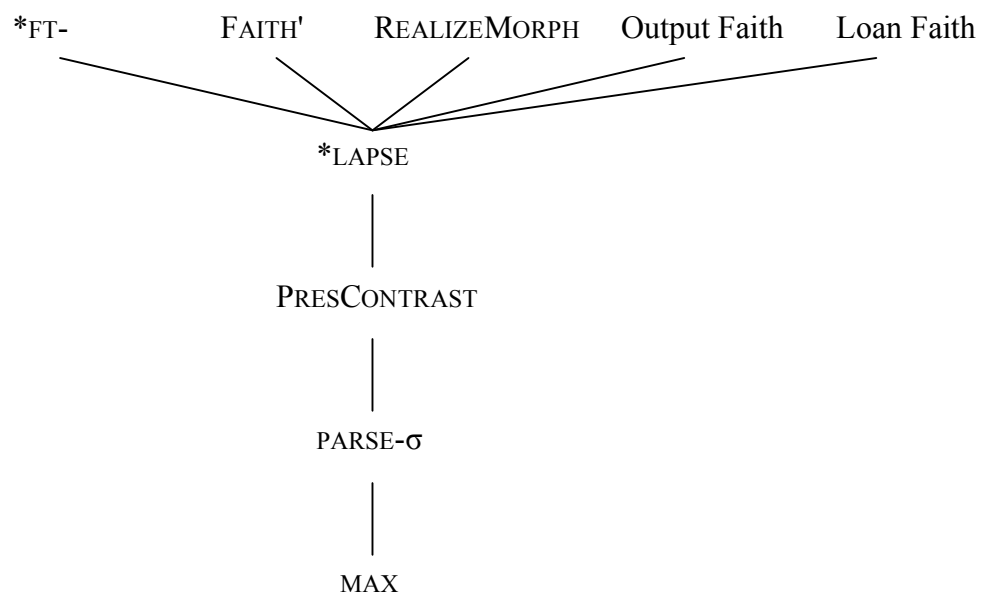 *FT- FAITH' REALIZEMORPH Output Faith Loan Faith
*LAPSE
PRESCONTRAST
PARSE-σ
MAX